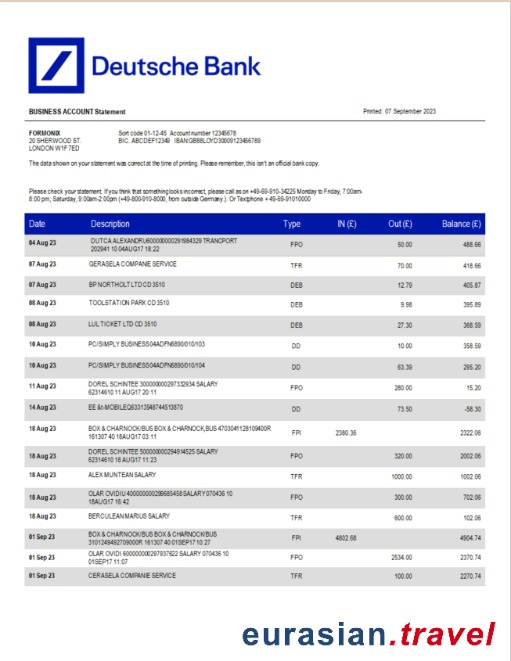 Deutsche Bank
BUSINESS ACCOUNT Statement Printed: 07 September 2023
FORMONIX Sort code 01-12-45 Account number 12345678
20 SHERWOOD ST. BIC. ABCDEF12349 IBAN:GB88LOYD30009123456789
LONDON W1F 7ED
The data shown on your statement was correct at the time of printing. Please remember, this isn't an official bank copy.
Please check your statement. if you think that something looks incorrect, please call as on +49-69-910-34225 Monday to Friday, 7:00am-
8:00 pm; Saturday, 9:00am-2:00pm (+49-800-910-8000, from outside Germany.). Or Textphone + 49-69-91010000
Date Description Type IN (£) Out (£) Balance (£)
04 Aug 23 DUTCA ALEXANDRU600000000291984329 TRANCPORT FPO 50.00 488.66
202941 10 04AUG17 18:22
07 Aug 23 GERASELA COMPANIE SERVICE TFR 70.00 418.66
07 Aug 23 BP NORTHOLT LTD CD 3510 DEB 12.79 405.87
08 Aug 23 TOOLSTATION PARK CD 3510 DEB 9.98 395.89
08 Aug 23 LUL TICKET LTD CD 3510 DEB 27.30 368.59
10 Aug 23 PC/SIMPLY BUSINESS04ADFN6890/010/103 DD 10.00 358.59
10 Aug 23 PC/SIMPLY BUSINESS04ADFN6890/010/104 DD 63.39 295.20
11 Aug 23 DOREL SCHINTEE 300000000297332934 SALARY FPO 280.00 15.20
62314610 11 AUG17 20:11
14 Aug 23 EE &t-MOBILEQ63313548744513870 DD 73.50 -58.30
18 Aug 23 BOX & CHARNOCK/BUS BOX & CHARNOCK,BUS 4703041128109400R FPI 2380.36 2322.06
161307 40 18AUG17 03:11
18 Aug 23 DOREL SCHINTEE 500000000294914525 SALARY FPO 320.00 2002.06
62314610 18 AUG17 11:23
18 Aug 23 ALEX MUNTEAN SALARY TFR 1000.00 1002.06
18 Aug 23 OLAR OVIDIU 400000000299685458 SALARY 070436 10 FPO 300.00 702.06
18AUG17 16:42
18 Aug 23 BERCULEAN MARIUS SALARY TFR 600.00 102.06
01 Sep 23 BOX & CHARNOCK/BUS BOX & CHARNOCK/BUS FPI 4802.68 4904.74
3101249492709000R 161307 40 01SEP17 10:27
01 Sep 23 OLAR OVIDI 600000000297937622 SALARY 070436 10 FPO 2534.00 2370.74
01SEP17 11:07
01 Sep 23 CERASELA COMPANIE SERVICE TFR 100.00 2270.74
eurasian.travel